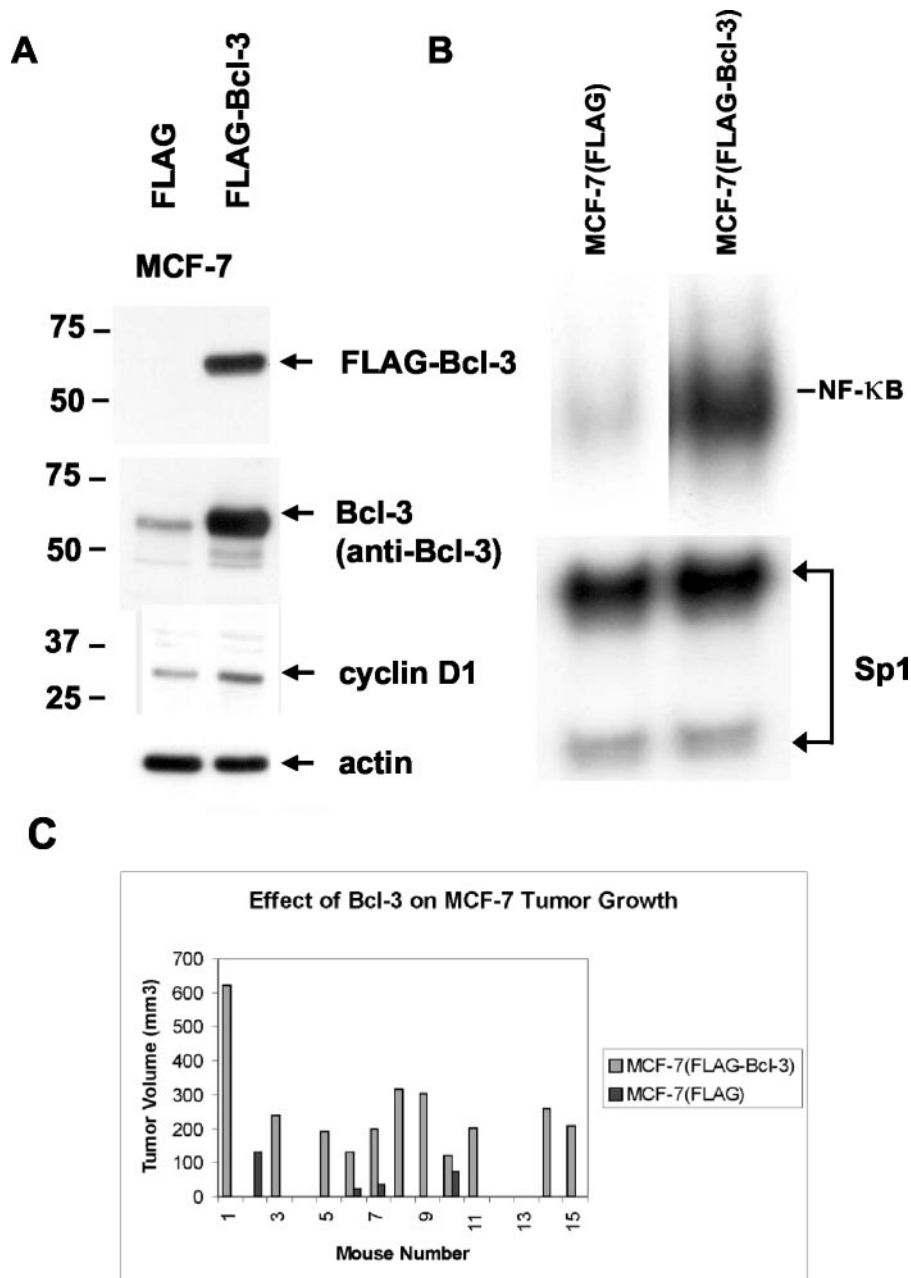 A
FLAG
FLAG-Bcl-3
MCF-7
75
50
FLAG-Bcl-3
75
50
Bcl-3
(anti-Bcl-3)
37
25
cyclin D1
actin
B
MCF-7(FLAG)
MCF-7(FLAG-Bcl-3)
NF-κB
Sp1
C
Effect of Bcl-3 on MCF-7 Tumor Growth
Tumor Volume (mm3)
700
600
500
400
300
200
100
0
1
3
5
7
9
11
13
15
Mouse Number
MCF-7(FLAG-Bcl-3)
MCF-7(FLAG)